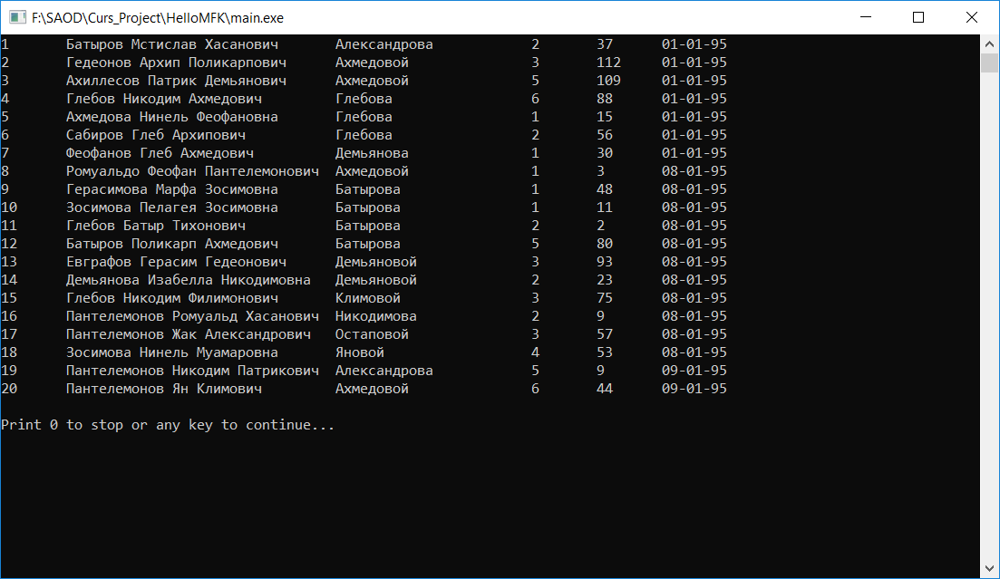 F:\SAOD\Curs_Project\HelloMFK\main.exe
1 Батыров Мстислав Хасанович Александрова 2 37 01-01-95
2 Гедеонов Архип Поликарпович Ахмедовой 3 112 01-01-95
3 Ахиллесов Патрик Демьянович Ахмедовой 5 109 01-01-95
4 Глебов Никодим Ахмедович Глебова 6 88 01-01-95
5 Ахмедова Нинель Феофановна Глебова 1 15 01-01-95
6 Сабиров Глеб Архипович Глебова 2 56 01-01-95
7 Феофанов Глеб Ахмедович Демьянова 1 30 01-01-95
8 Ромуальдо Феофан Пантелемонович Ахмедовой 1 3 08-01-95
9 Герасимова Марфа Зосимовна Батырова 1 48 08-01-95
10 Зосимова Пелагея Зосимовна Батырова 1 11 08-01-95
11 Глебов Батыр Тихонович Батырова 2 2 08-01-95
12 Батыров Поликарп Ахмедович Батырова 5 80 08-01-95
13 Евграфов Герасим Гедеонович Демьяновой 3 93 08-01-95
14 Демьянова Изабелла Никодимовна Демьяновой 2 23 08-01-95
15 Глебов Никодим Филимонович Климовой 3 75 08-01-95
16 Пантелемонов Ромуальд Хасанович Никодимова 2 9 08-01-95
17 Пантелемонов Жак Александрович Остаповой 3 57 08-01-95
18 Зосимова Нинель Муамаровна Яновой 4 53 08-01-95
19 Пантелемонов Никодим Патрикович Александрова 5 9 09-01-95
20 Пантелемонов Ян Климович Ахмедовой 6 44 09-01-95
Print 0 to stop or any key to continue...